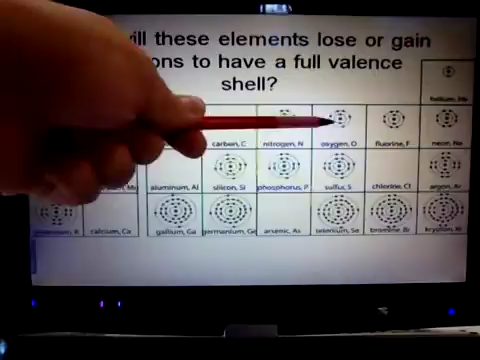 ill these elements lose or gain
ons to have a full valence
shell?
helium, He
carbon, C nitrogen, N oxygen, O fluorine, F neon, Ne
aluminum, Al silicon, Si phosphorus, P sulfur, S chlorine, Cl argon, Ar
calcium, Ca gallium, Ga germanium, Ge arsenic, As selenium, Se bromine, Br krypton, Kr